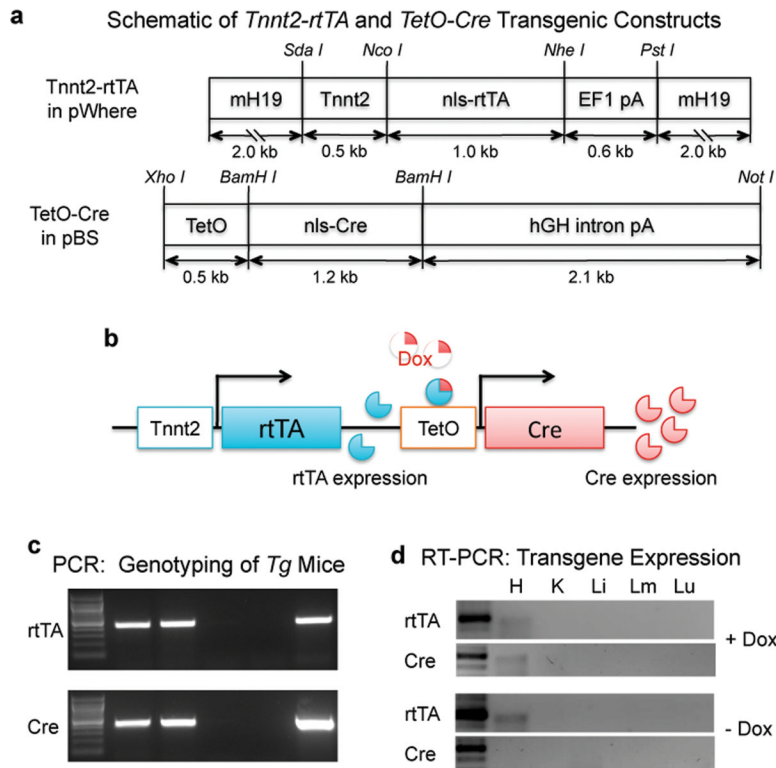 a
Schematic of Tnnt2-rtTA and TetO-Cre Transgenic Constructs
Sda I
Nco I
Nhe I
Pst I
Tnnt2-rtTA
in pWhere
mH19
Tnnt2
nls-rtTA
EF1 pA
mH19
2.0 kb
0.5 kb
1.0 kb
0.6 kb
2.0 kb
Xho I
BamH I
BamH I
Not I
TetO-Cre
in pBS
TetO
nls-Cre
hGH intron pA
0.5 kb
1.2 kb
2.1 kb
b
Dox
Tnnt2
rtTA
TetO
Cre
rtTA expression
Cre expression
c
PCR: Genotyping of Tg Mice
rtTA
Cre
d
RT-PCR: Transgene Expression
H K Li Lm Lu
rtTA
Cre
+ Dox
rtTA
Cre
- Dox